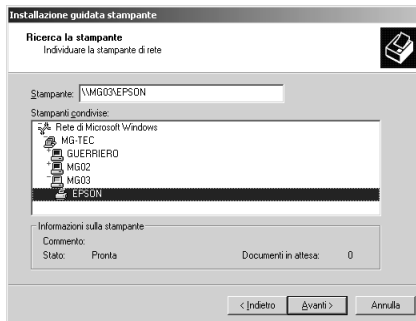 Installazione guidata stampante
Ricerca la stampante
Individuare la stampante di rete
Stampante: \\MG03\EPSON
Stampanti condivise:
Rete di Microsoft Windows
MG-TEC
GUERRIERO
MG02
MG03
EPSON
Informazioni sulla stampante
Commento:
Stato: Pronta Documenti in attesa: 0
< Indietro Avanti > Annulla